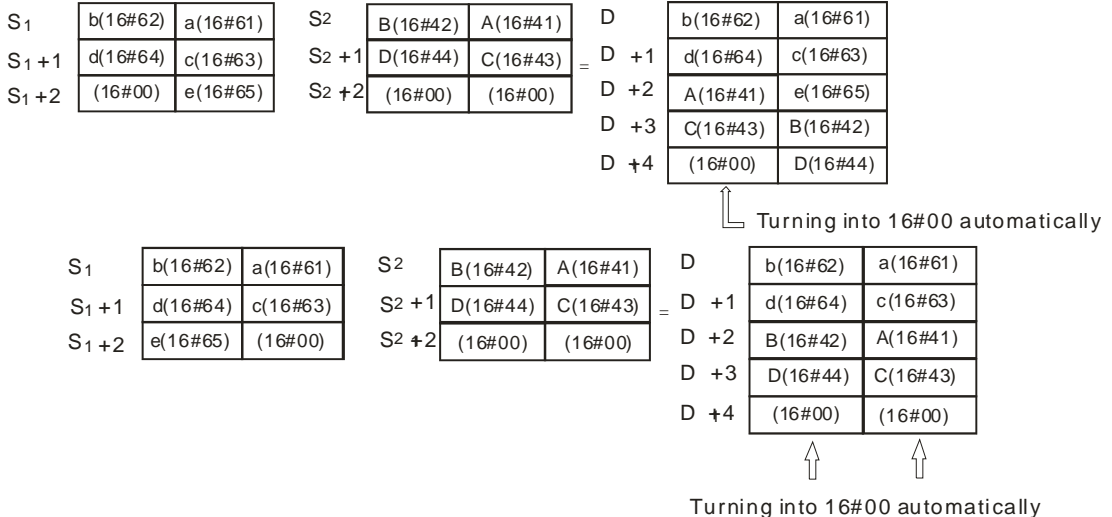 S1 b(16#62) a(16#61) S2 B(16#42) A(16#41) D b(16#62) a(16#61)
S1+1 d(16#64) c(16#63) S2 +1 D(16#44) C(16#43) = D +1 d(16#64) c(16#63)
S1+2 (16#00) e(16#65) S2 +2 (16#00) (16#00) D +2 A(16#41) e(16#65)
D +3 C(16#43) B(16#42)
D +4 (16#00) D(16#44)
Turning into 16#00 automatically
S1 b(16#62) a(16#61) S2 B(16#42) A(16#41) D b(16#62) a(16#61)
S1+1 d(16#64) c(16#63) S2 +1 D(16#44) C(16#43) = D +1 d(16#64) c(16#63)
S1+2 e(16#65) (16#00) S2 +2 (16#00) (16#00) D +2 B(16#42) A(16#41)
D +3 D(16#44) C(16#43)
D +4 (16#00) (16#00)
Turning into 16#00 automatically